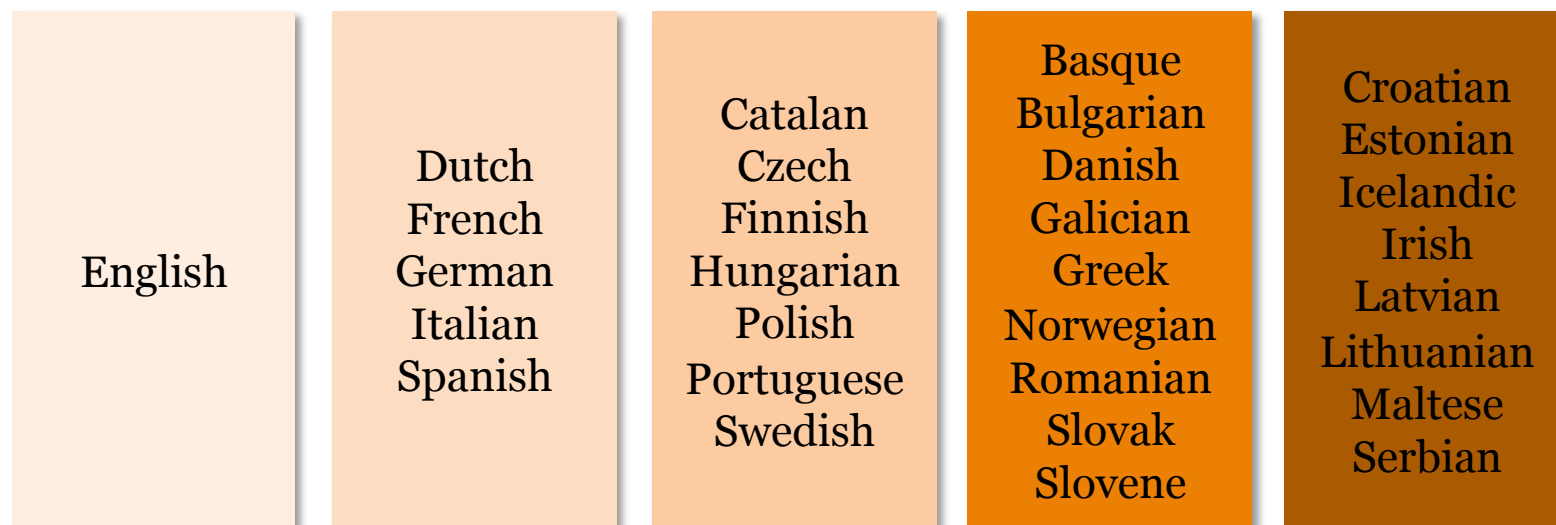 English
Dutch
French
German
Italian
Spanish
Catalan
Czech
Finnish
Hungarian
Polish
Portuguese
Swedish
Basque
Bulgarian
Danish
Galician
Greek
Norwegian
Romanian
Slovak
Slovene
Croatian
Estonian
Icelandic
Irish
Latvian
Lithuanian
Maltese
Serbian